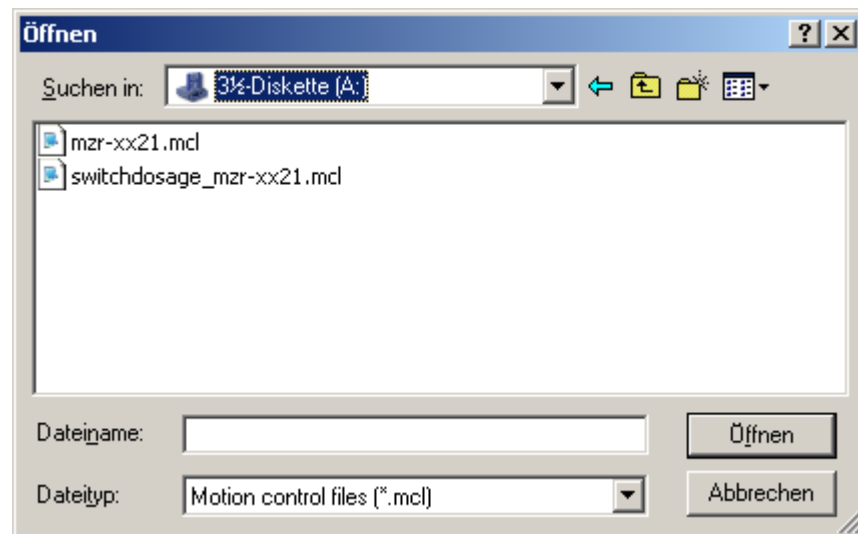 Öffnen
Suchen in: 3½-Diskette (A:)
mzr-xx21.mcl
switchdosage_mzr-xx21.mcl
Dateiname: Öffnen
Dateityp: Motion control files (*.mcl) Abbrechen